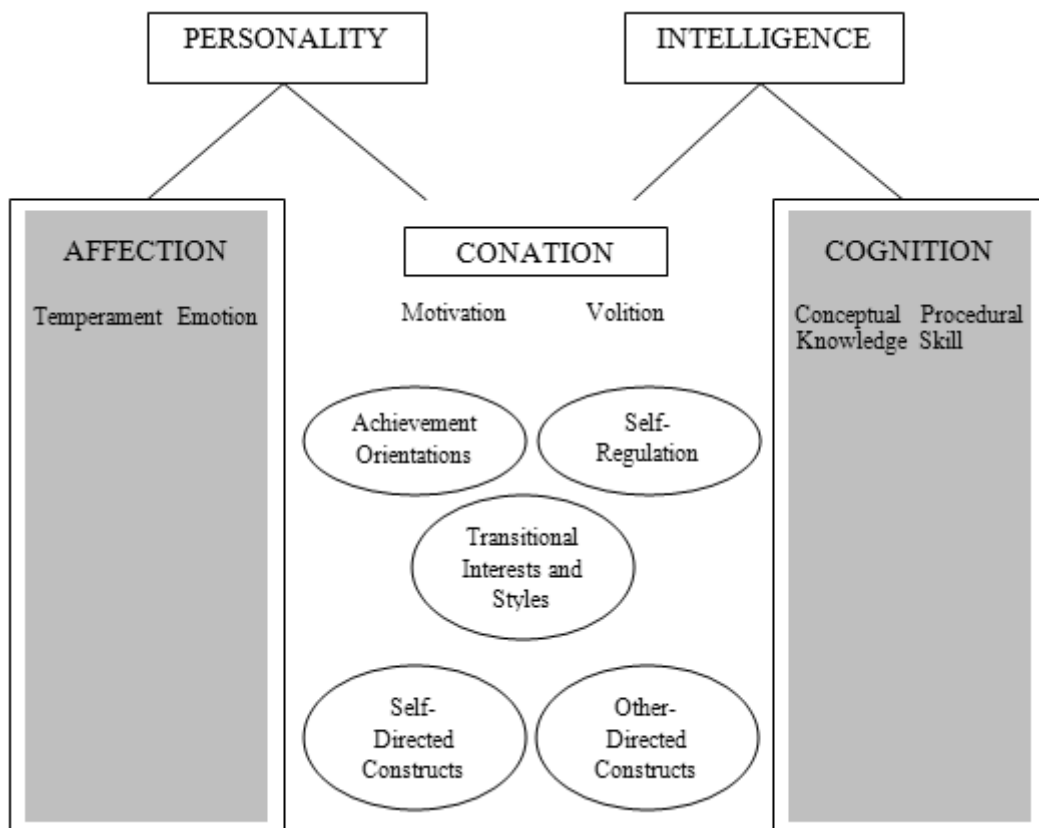 PERSONALITY
INTELLIGENCE
AFFECTION
Temperament Emotion
CONATION
Motivation Volition
COGNITION
Conceptual Procedural
Knowledge Skill
Achievement
Orientations
Self-
Regulation
Transitional
Interests and
Styles
Self-
Directed
Constructs
Other-
Directed
Constructs